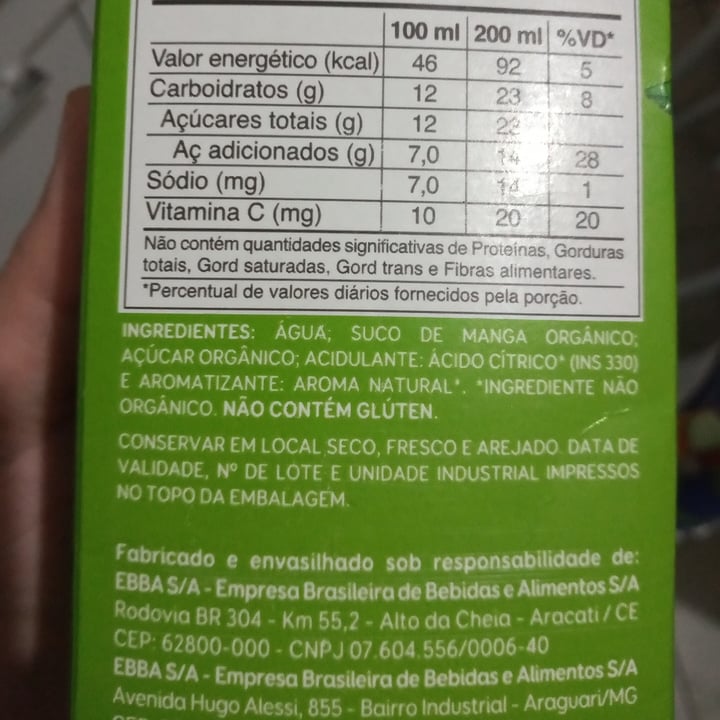 100 ml 200 ml %VD*
Valor energético (kcal) 46 92 5
Carboidratos (g) 12 23 8
Açúcares totais (g) 12 23
Aç adicionados (g) 7,0 14 28
Sódio (mg) 7,0 14 1
Vitamina C (mg) 10 20 20
Não contém quantidades significativas de Proteínas, Gorduras
totais, Gord saturadas, Gord trans e Fibras alimentares.
*Percentual de valores diários fornecidos pela porção.
INGREDIENTES: ÁGUA; SUCO DE MANGA ORGÂNICO;
AÇÚCAR ORGÂNICO; ACIDULANTE: ÁCIDO CÍTRICO* (INS 330)
E AROMATIZANTE: AROMA NATURAL*. *INGREDIENTE NÃO
ORGÂNICO. NÃO CONTÉM GLÚTEN.
CONSERVAR EM LOCAL SECO, FRESCO E AREJADO. DATA DE
VALIDADE, Nº DE LOTE E UNIDADE INDUSTRIAL IMPRESSOS
NO TOPO DA EMBALAGEM.
Fabricado e envasilhado sob responsabilidade de:
EBBA S/A - Empresa Brasileira de Bebidas e Alimentos S/A
Rodovia BR 304 - Km 55,2 - Alto da Cheia - Aracati / CE
CEP: 62800-000 - CNPJ 07.604.556/0006-40
EBBA S/A - Empresa Brasileira de Bebidas e Alimentos S/A
Avenida Hugo Alessi, 855 - Bairro Industrial - Araguari/MG